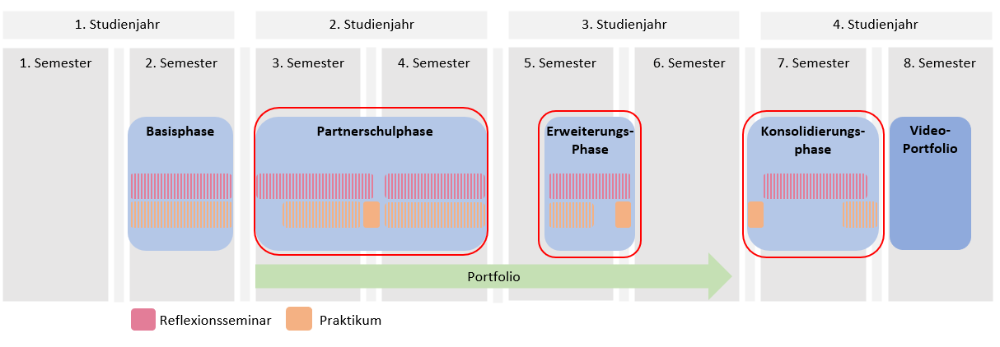 1. Studienjahr
2. Studienjahr
3. Studienjahr
4. Studienjahr
1. Semester
2. Semester
3. Semester
4. Semester
5. Semester
6. Semester
7. Semester
8. Semester
Basisphase
Partnerschulphase
Erweiterungs-
Phase
Konsolidierungs-
phase
Video-
Portfolio
Portfolio
Reflexionsseminar
Praktikum